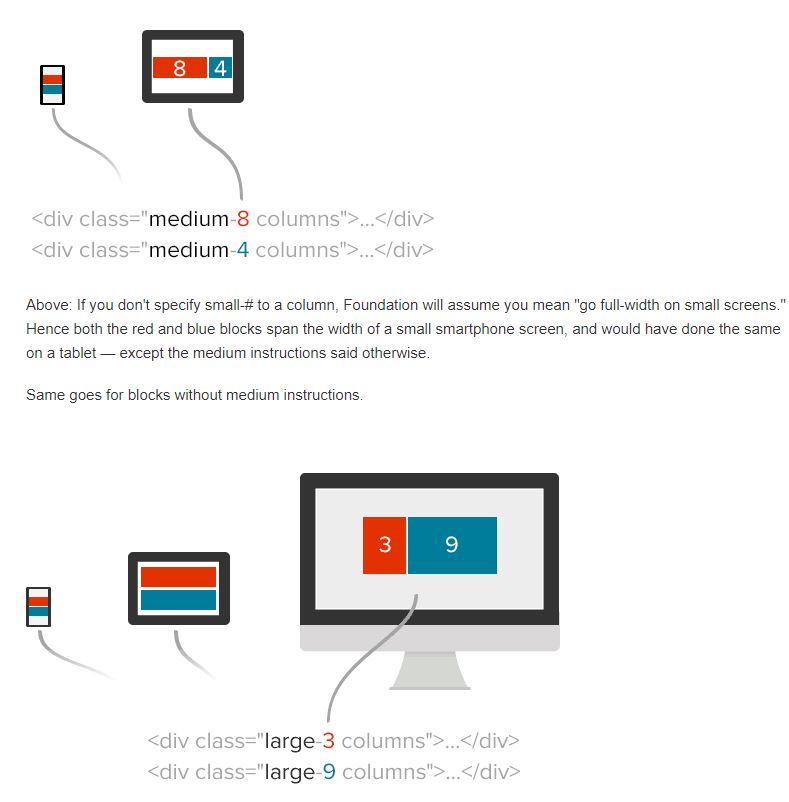 8 4
<div class="medium-8 columns">...</div>
<div class="medium-4 columns">...</div>
Above: If you don't specify small-# to a column, Foundation will assume you mean "go full-width on small screens."
Hence both the red and blue blocks span the width of a small smartphone screen, and would have done the same
on a tablet — except the medium instructions said otherwise.
Same goes for blocks without medium instructions.
3 9
<div class="large-3 columns">...</div>
<div class="large-9 columns">...</div>